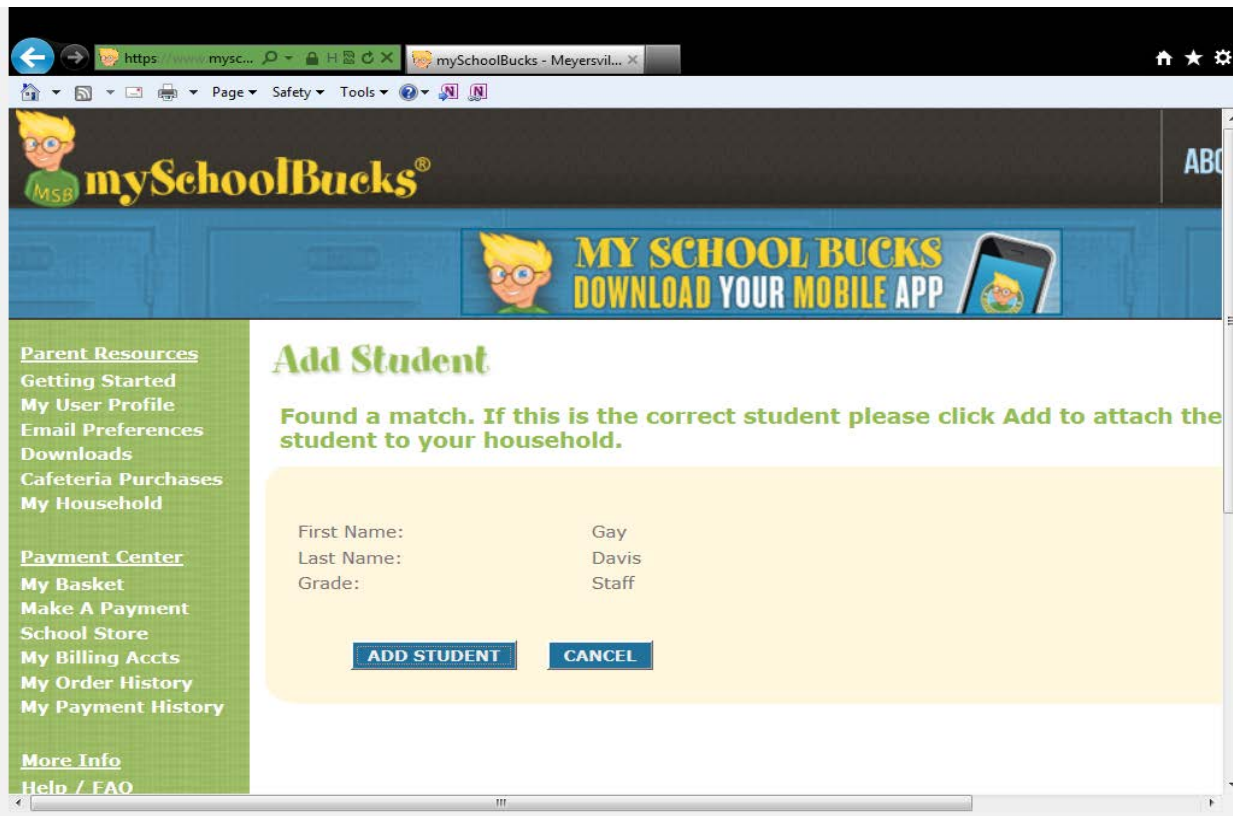 https://www.mysc...
mySchoolBucks - Meyersvil...
Page
Safety
Tools
MSB
mySchoolBucks®
MY SCHOOL BUCKS
DOWNLOAD YOUR MOBILE APP
Parent Resources
Getting Started
My User Profile
Email Preferences
Downloads
Cafeteria Purchases
My Household
Payment Center
My Basket
Make A Payment
School Store
My Billing Accts
My Order History
My Payment History
More Info
Help / FAQ
Add Student
Found a match. If this is the correct student please click Add to attach the
student to your household.
First Name: Gay
Last Name: Davis
Grade: Staff
ADD STUDENT CANCEL